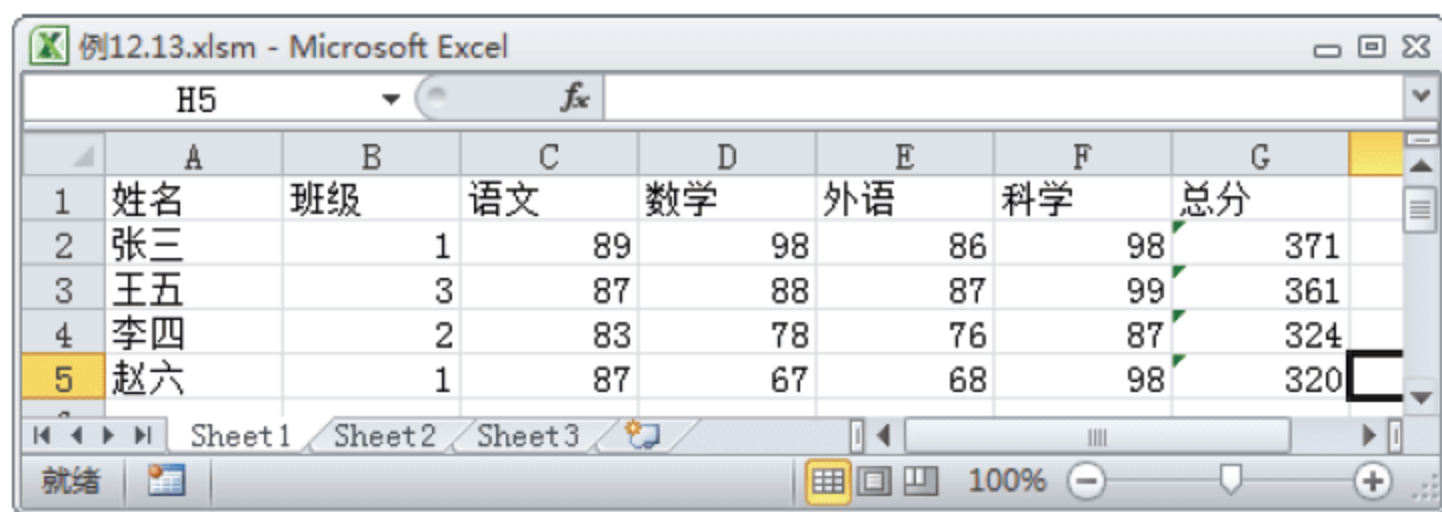 例12.13.xlsm - Microsoft Excel
H5 fx
A B C D E F G
1 姓名 班级 语文 数学 外语 科学 总分
2 张三 1 89 98 86 98 371
3 王五 3 87 88 87 99 361
4 李四 2 83 78 76 87 324
5 赵六 1 87 67 68 98 320
Sheet1 Sheet2 Sheet3
就绪 100%